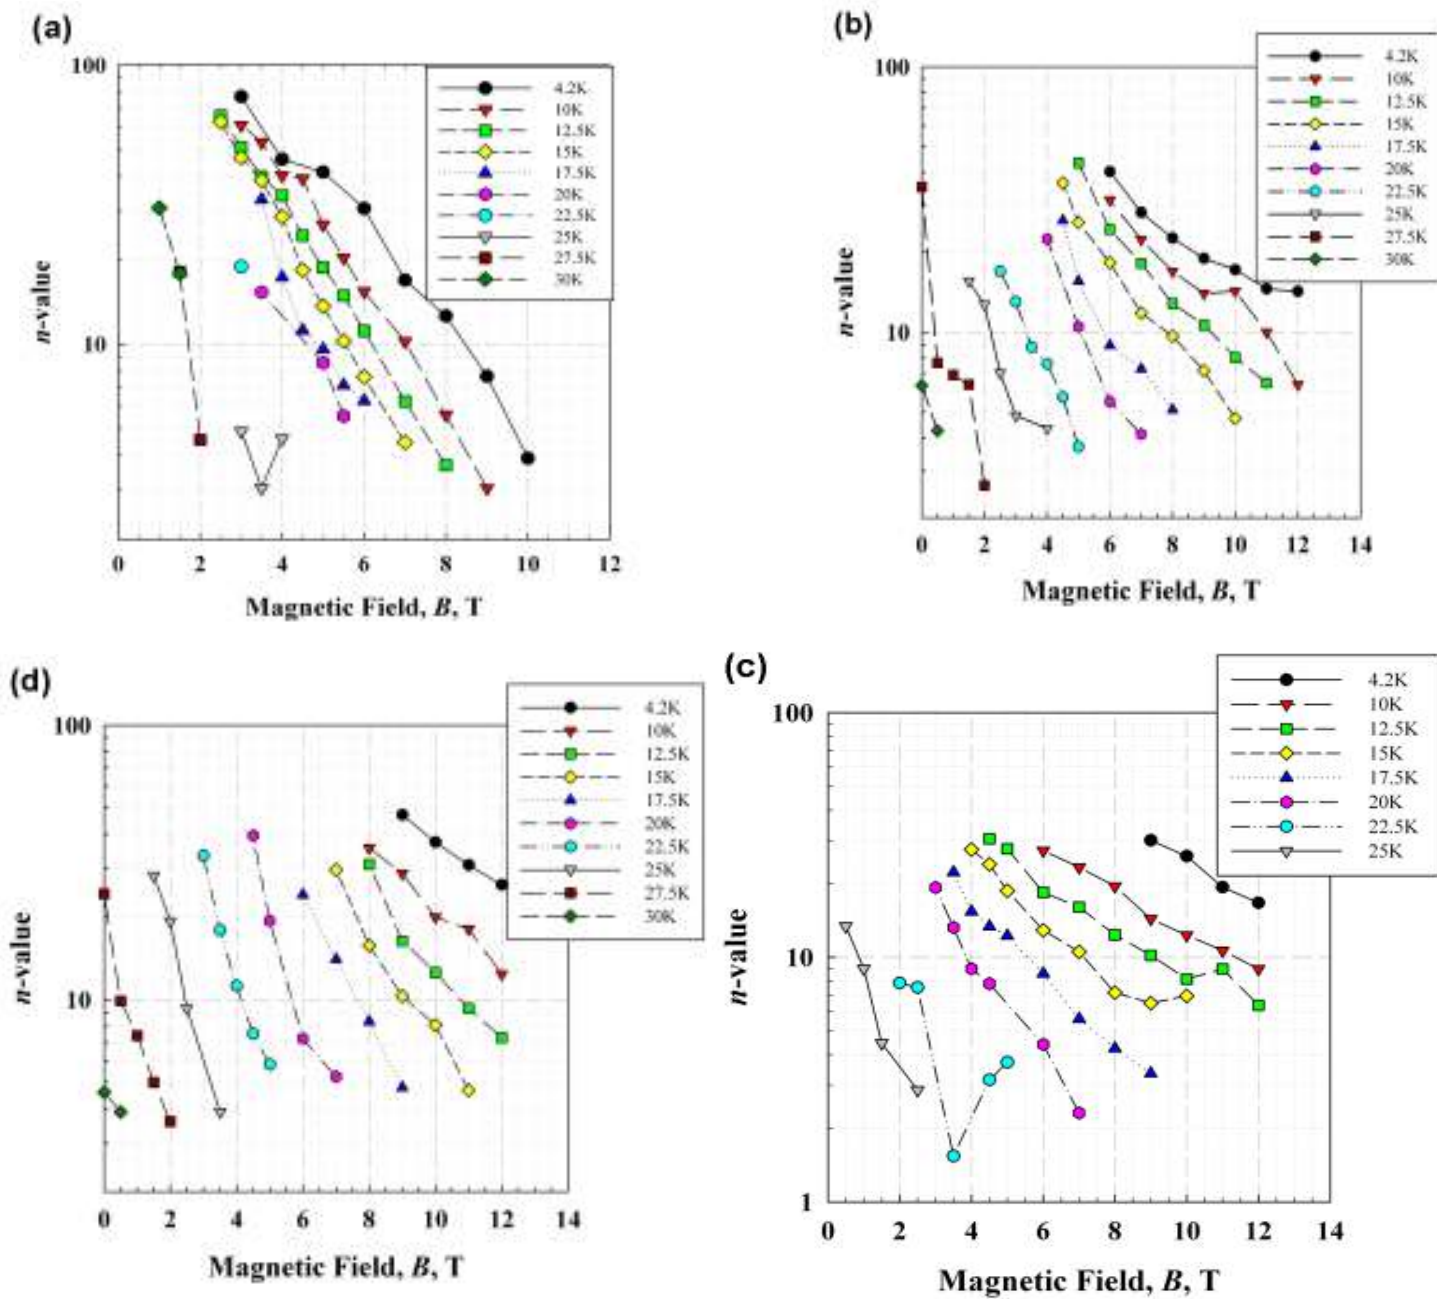 (a)
100
10
n-value
0 2 4 6 8 10 12
Magnetic Field, B, T
4.2K
10K
12.5K
15K
17.5K
20K
22.5K
25K
27.5K
30K
(b)
100
10
n-value
0 2 4 6 8 10 12 14
Magnetic Field, B, T
4.2K
10K
12.5K
15K
17.5K
20K
22.5K
25K
27.5K
30K
(d)
100
10
n-value
0 2 4 6 8 10 12 14
Magnetic Field, B, T
4.2K
10K
12.5K
15K
17.5K
20K
22.5K
25K
27.5K
30K
(c)
100
10
1
n-value
0 2 4 6 8 10 12 14
Magnetic Field, B, T
4.2K
10K
12.5K
15K
17.5K
20K
22.5K
25K